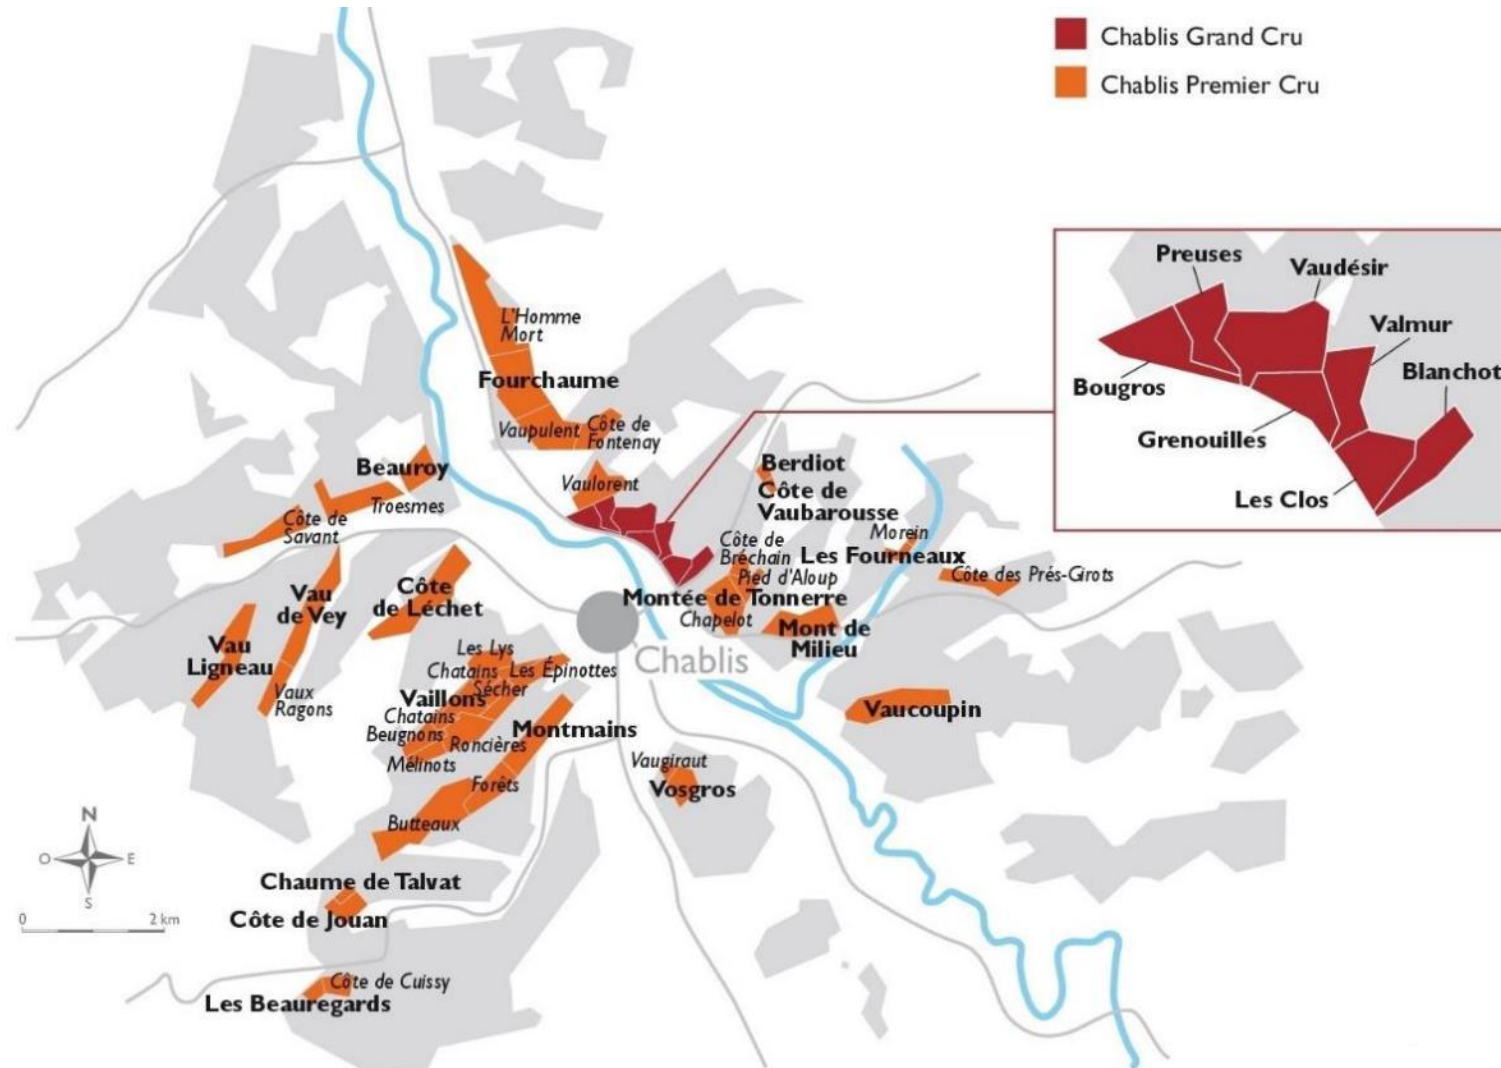 Chablis Grand Cru
Chablis Premier Cru
Preuses
Vaudésir
Valmur
Blanchot
Bougros
Grenouilles
Les Clos
L'Homme
Mort
Fourchaume
Vaupulent
Côte de
Fontenay
Beauroy
Troesmes
Côte de
Savant
Vaulorent
Berdiot
Côte de
Vaubarousse
Morein
Côte de
Bréchain
Les Fourneaux
Pied d'Aloup
Côte des Prés-Girots
Montée de Tonnerre
Chapelot
Mont de
Milieu
Vau
de Vey
Côte
de Léchet
Vau
Ligneau
Vaux
Ragons
Les Lys
Chatains
Les Épinottes
Sécher
Vaillons
Chatains
Beugnons
Roncières
Mélinots
Montmains
Forêts
Butteaux
Chablis
Vaucoupin
Vaugiraut
Vosgros
Chaume de Talvat
Côte de Jouan
Côte de Cuissy
Les Beauregards
N
O
E
S
0
2 km